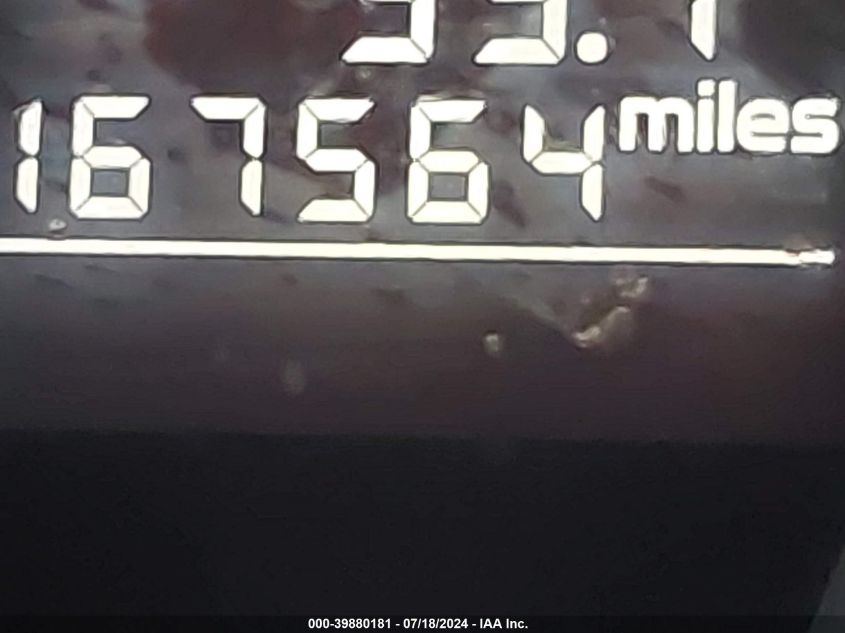 167564 miles
000-39880181 - 07/18/2024 - IAA Inc.